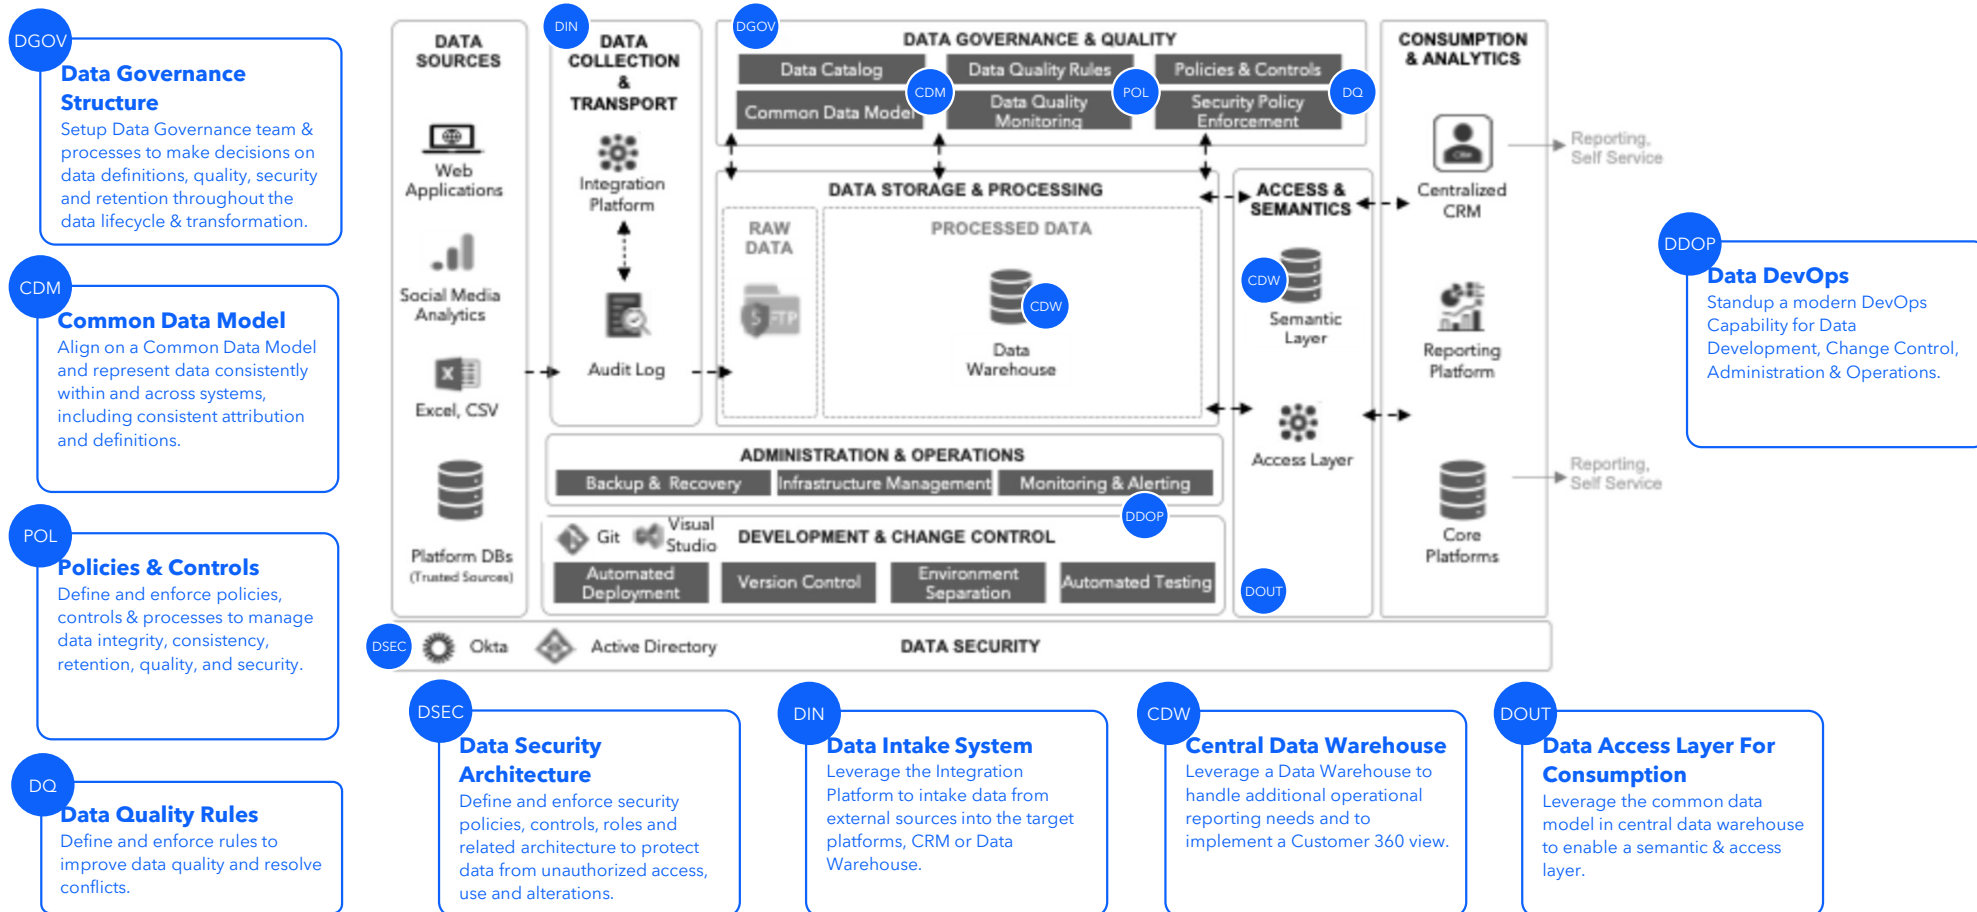 DGOV
Data Governance
Structure
Setup Data Governance team &
processes to make decisions on
data definitions, quality, security
and retention throughout the
data lifecycle & transformation.
CDM
Common Data Model
Align on a Common Data Model
and represent data consistently
within and across systems,
including consistent attribution
and definitions.
POL
Policies & Controls
Define and enforce policies,
controls & processes to manage
data integrity, consistency,
retention, quality, and security.
DQ
Data Quality Rules
Define and enforce rules to
improve data quality and resolve
conflicts.
DATA
SOURCES
Web
Applications
Social Media
Analytics
X
Excel, CSV
Platform DBs
(Trusted Sources)
DIN
DATA
COLLECTION
&
TRANSPORT
Integration
Platform
Audit Log
DGOV
DATA GOVERNANCE & QUALITY
Data Catalog
Data Quality Rules
Policies & Controls
CDM
POL
DQ
Common Data Model
Data Quality
Monitoring
Security Policy
Enforcement
DATA STORAGE & PROCESSING
RAW
DATA
S FTP
PROCESSED DATA
CDW
Data
Warehouse
ACCESS &
SEMANTICS
CDW
Semantic
Layer
Access Layer
DOUT
CONSUMPTION
& ANALYTICS
CRM
Centralized
CRM
Reporting
Platform
Core
Platforms
Reporting,
Self Service
Reporting,
Self Service
ADMINISTRATION & OPERATIONS
Backup & Recovery
Infrastructure Management
Monitoring & Alerting
DDOP
Git
Visual
Studio
DEVELOPMENT & CHANGE CONTROL
Automated
Deployment
Version Control
Environment
Separation
Automated Testing
DSEC
Okta
Active Directory
DATA SECURITY
DDOP
Data DevOps
Standup a modern DevOps
Capability for Data
Development, Change Control,
Administration & Operations.
DSEC
Data Security
Architecture
Define and enforce security
policies, controls, roles and
related architecture to protect
data from unauthorized access,
use and alterations.
DIN
Data Intake System
Leverage the Integration
Platform to intake data from
external sources into the target
platforms, CRM or Data
Warehouse.
CDW
Central Data Warehouse
Leverage a Data Warehouse to
handle additional operational
reporting needs and to
implement a Customer 360 view.
DOUT
Data Access Layer For
Consumption
Leverage the common data
model in central data warehouse
to enable a semantic & access
layer.